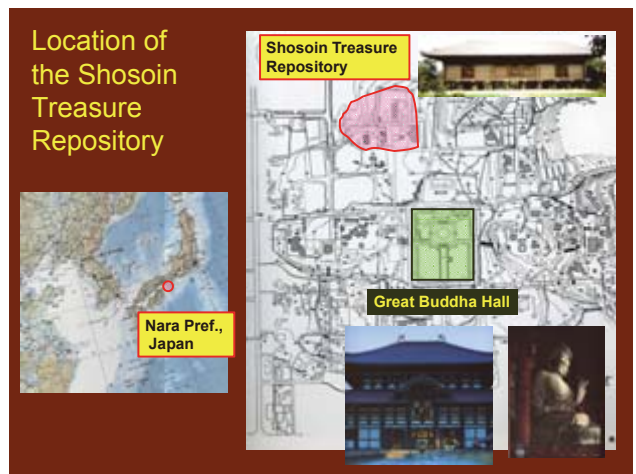 Location of
the Shosoin
Treasure
Repository
Shosoin Treasure
Repository
Nara Pref.,
Japan
Great Buddha Hall